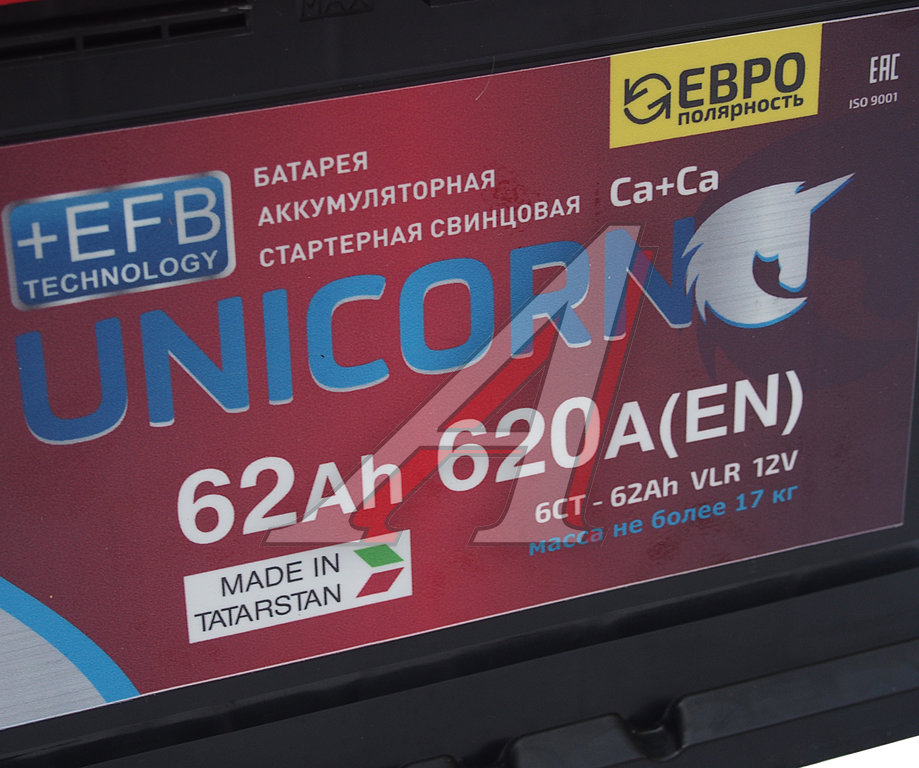 MAX
ЕВРО
полярность
EAC
ISO 9001
+EFB
TECHNOLOGY
БАТАРЕЯ
АККУМУЛЯТОРНАЯ
СТАРТЕРНАЯ СВИНЦОВАЯ
Ca+Ca
UNICORN
62Ah 620A(EN)
6СТ - 62Ah VLR 12V
масса не более 17 кг
MADE IN
TATARSTAN